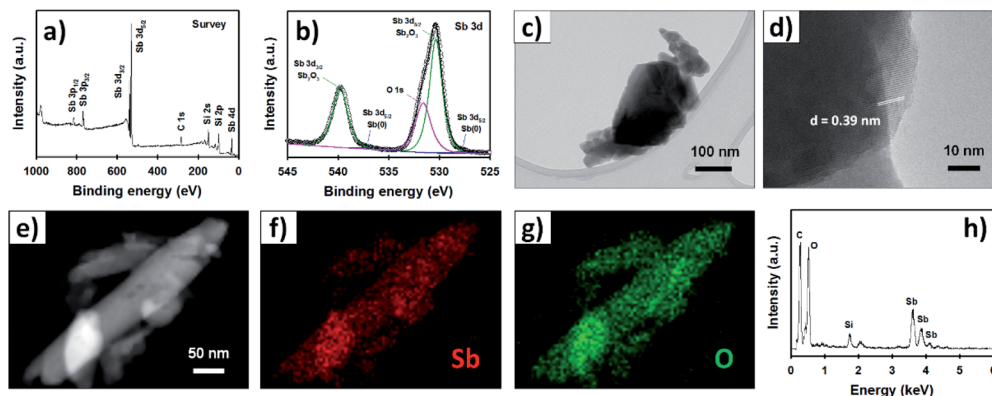 a)
Survey
Intensity (a.u.)
Sb 3p1/2
Sb 3p3/2
Sb 3d3/2
Sb 3d5/2
C 1s
Si 2s
Si 2p
Sb 4d
1000 800 600 400 200 0
Binding energy (eV)
b)
Sb 3d
Intensity (a.u.)
Sb 3d3/2
Sb2O3
Sb 3d5/2
Sb2O3
O 1s
Sb 3d5/2
Sb(0)
Sb 3d5/2
Sb(0)
545 540 535 530 525
Binding energy (eV)
c)
100 nm
d)
d = 0.39 nm
10 nm
e)
50 nm
f)
Sb
g)
O
h)
Intensity (a.u.)
C
O
Si
Sb
Sb
Sb
0 1 2 3 4 5 6
Energy (keV)